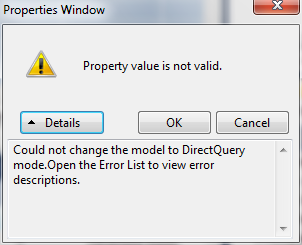 Properties Window
Property value is not valid.
Details
OK
Cancel
Could not change the model to DirectQuery
mode.Open the Error List to view error
descriptions.